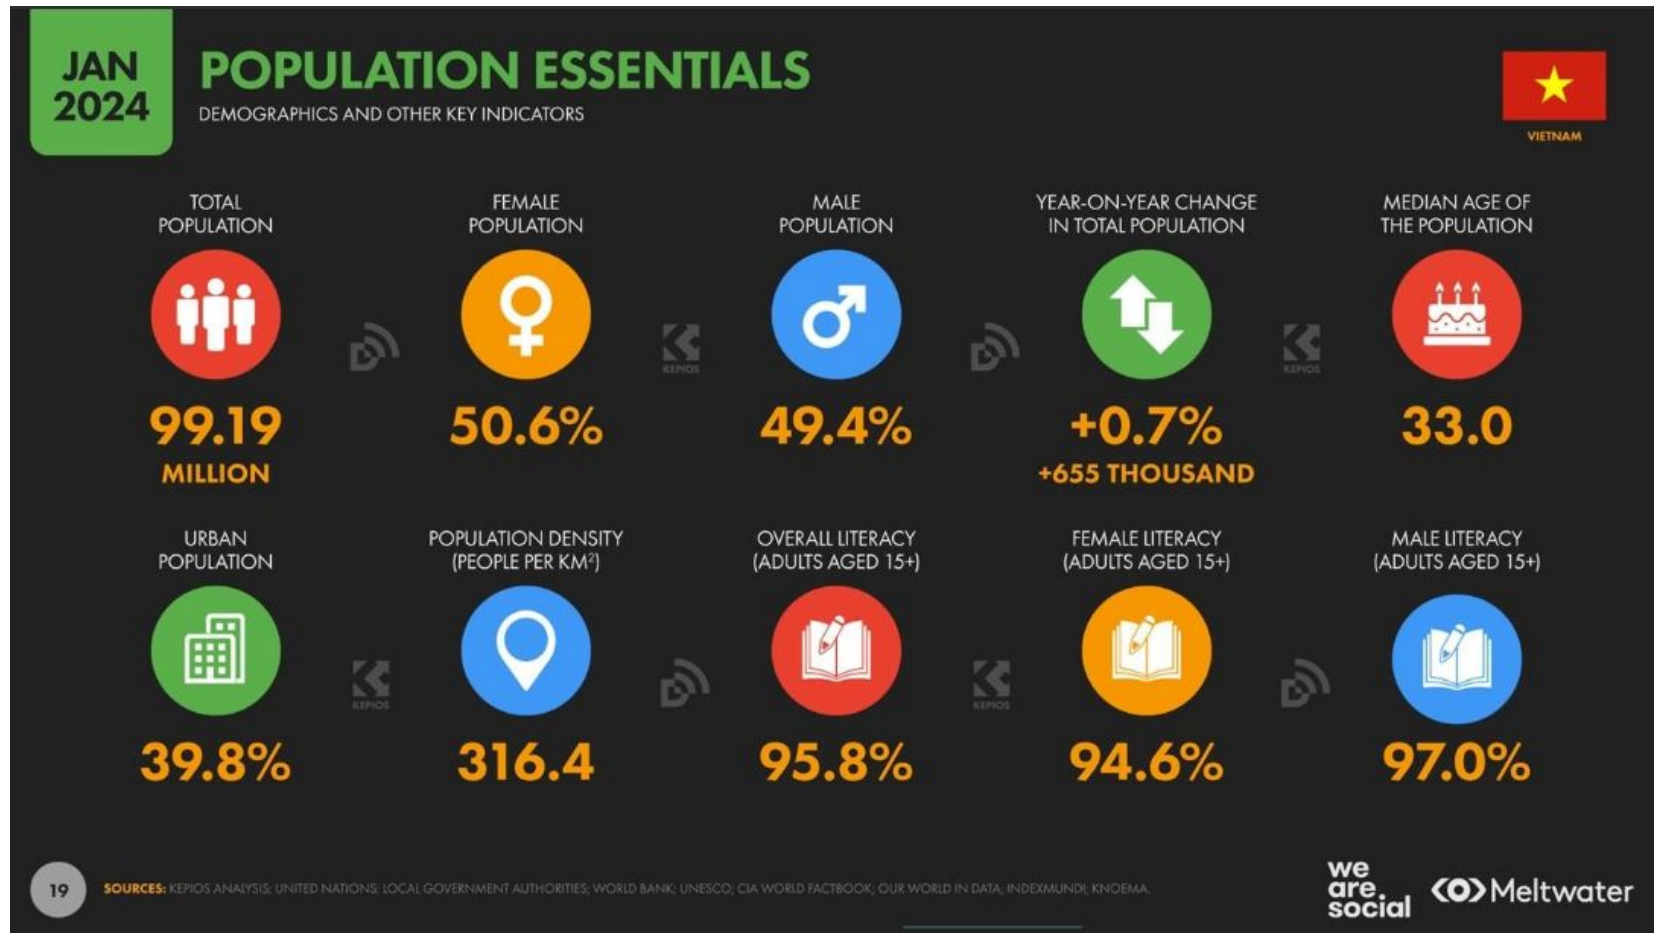 JAN
2024
POPULATION ESSENTIALS
DEMOGRAPHICS AND OTHER KEY INDICATORS
VIETNAM
TOTAL
POPULATION
99.19
MILLION
FEMALE
POPULATION
50.6%
MALE
POPULATION
49.4%
YEAR-ON-YEAR CHANGE
IN TOTAL POPULATION
+0.7%
+655 THOUSAND
MEDIAN AGE OF
THE POPULATION
33.0
KEPIOS
KEPIOS
URBAN
POPULATION
39.8%
POPULATION DENSITY
(PEOPLE PER KM²)
316.4
OVERALL LITERACY
(ADULTS AGED 15+)
95.8%
FEMALE LITERACY
(ADULTS AGED 15+)
94.6%
MALE LITERACY
(ADULTS AGED 15+)
97.0%
KEPIOS
KEPIOS
19
SOURCES: KEPIOS ANALYSIS; UNITED NATIONS; LOCAL GOVERNMENT AUTHORITIES; WORLD BANK; UNESCO; CIA WORLD FACTBOOK; OUR WORLD IN DATA; INDEXMUNDI; KNOEMA.
we
are.
social
Meltwater